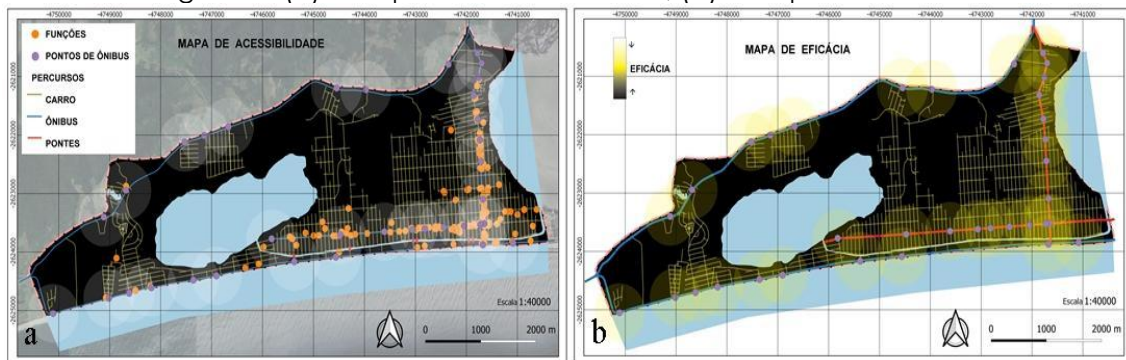 -4750000 -4749000 -4748000 -4747000 -4746000 -4745000 -4744000 -4743000 -4742000 -4741000
FUNÇÕES
PONTOS DE ÔNIBUS
PERCURSOS
CARRO
ÔNIBUS
PONTES
MAPA DE ACESSIBILIDADE
-2621000
-2622000
-2623000
-2624000
-2625000
Escala 1:40000
0 1000 2000 m
a
-4750000 -4749000 -4748000 -4747000 -4746000 -4745000 -4744000 -4743000 -4742000 -4741000
EFICÁCIA
MAPA DE EFICÁCIA
-2621000
-2622000
-2623000
-2624000
-2625000
Escala 1:40000
0 1000 2000 m
b